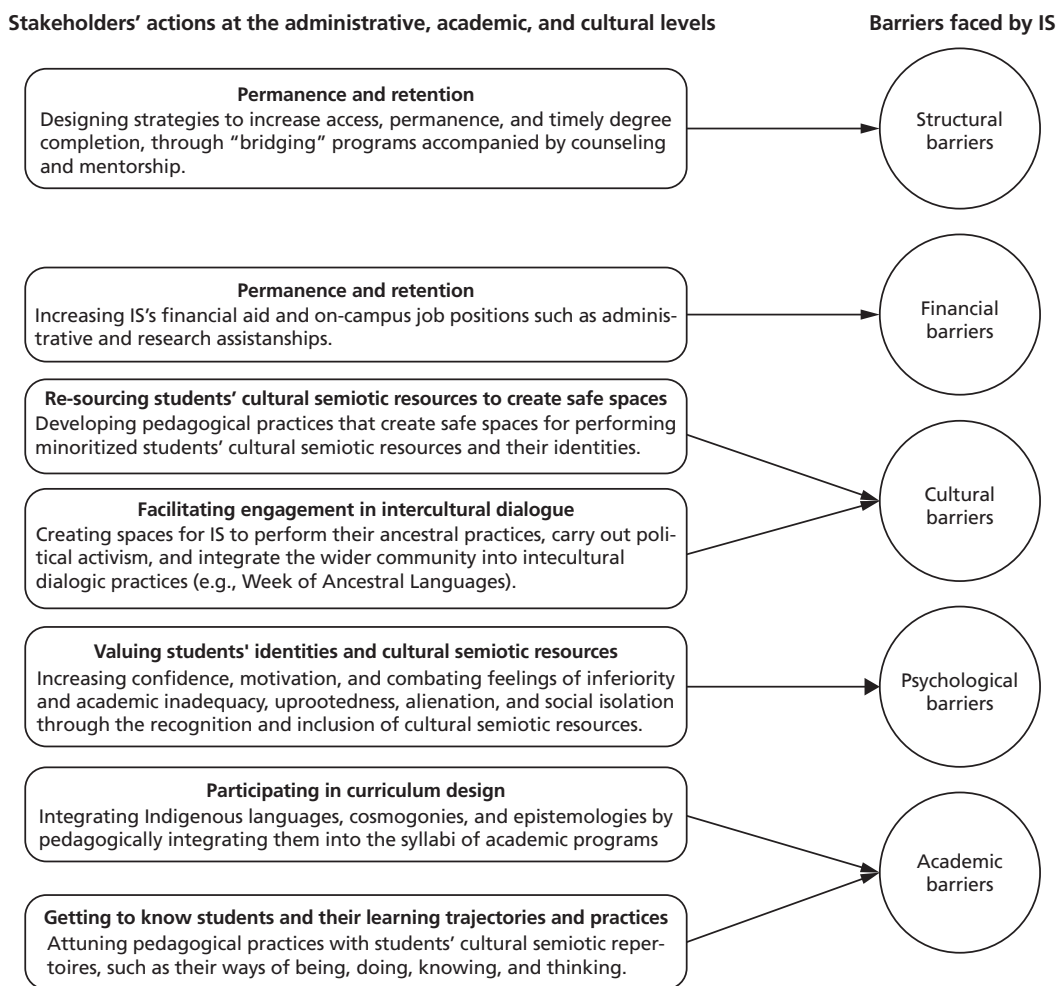 Stakeholders' actions at the administrative, academic, and cultural levels
Barriers faced by IS
Permanence and retention
Designing strategies to increase access, permanence, and timely degree
completion, through “bridging” programs accompanied by counseling
and mentorship.
Structural
barriers
Permanence and retention
Increasing IS’s financial aid and on-campus job positions such as adminis-
trative and research assistanships.
Financial
barriers
Re-sourcing students’ cultural semiotic resources to create safe spaces
Developing pedagogical practices that create safe spaces for performing
minoritized students’ cultural semiotic resources and their identities.
Facilitating engagement in intercultural dialogue
Creating spaces for IS to perform their ancestral practices, carry out poli-
tical activism, and integrate the wider community into intecultural
dialogic practices (e.g., Week of Ancestral Languages).
Cultural
barriers
Valuing students' identities and cultural semiotic resources
Increasing confidence, motivation, and combating feelings of inferiority
and academic inadequacy, uprootedness, alienation, and social isolation
through the recognition and inclusion of cultural semiotic resources.
Psychological
barriers
Participating in curriculum design
Integrating Indigenous languages, cosmogonies, and epistemologies by
pedagogically integrating them into the syllabi of academic programs
Getting to know students and their learning trajectories and practices
Attuning pedagogical practices with students’ cultural semiotic reper-
toires, such as their ways of being, doing, knowing, and thinking.
Academic
barriers